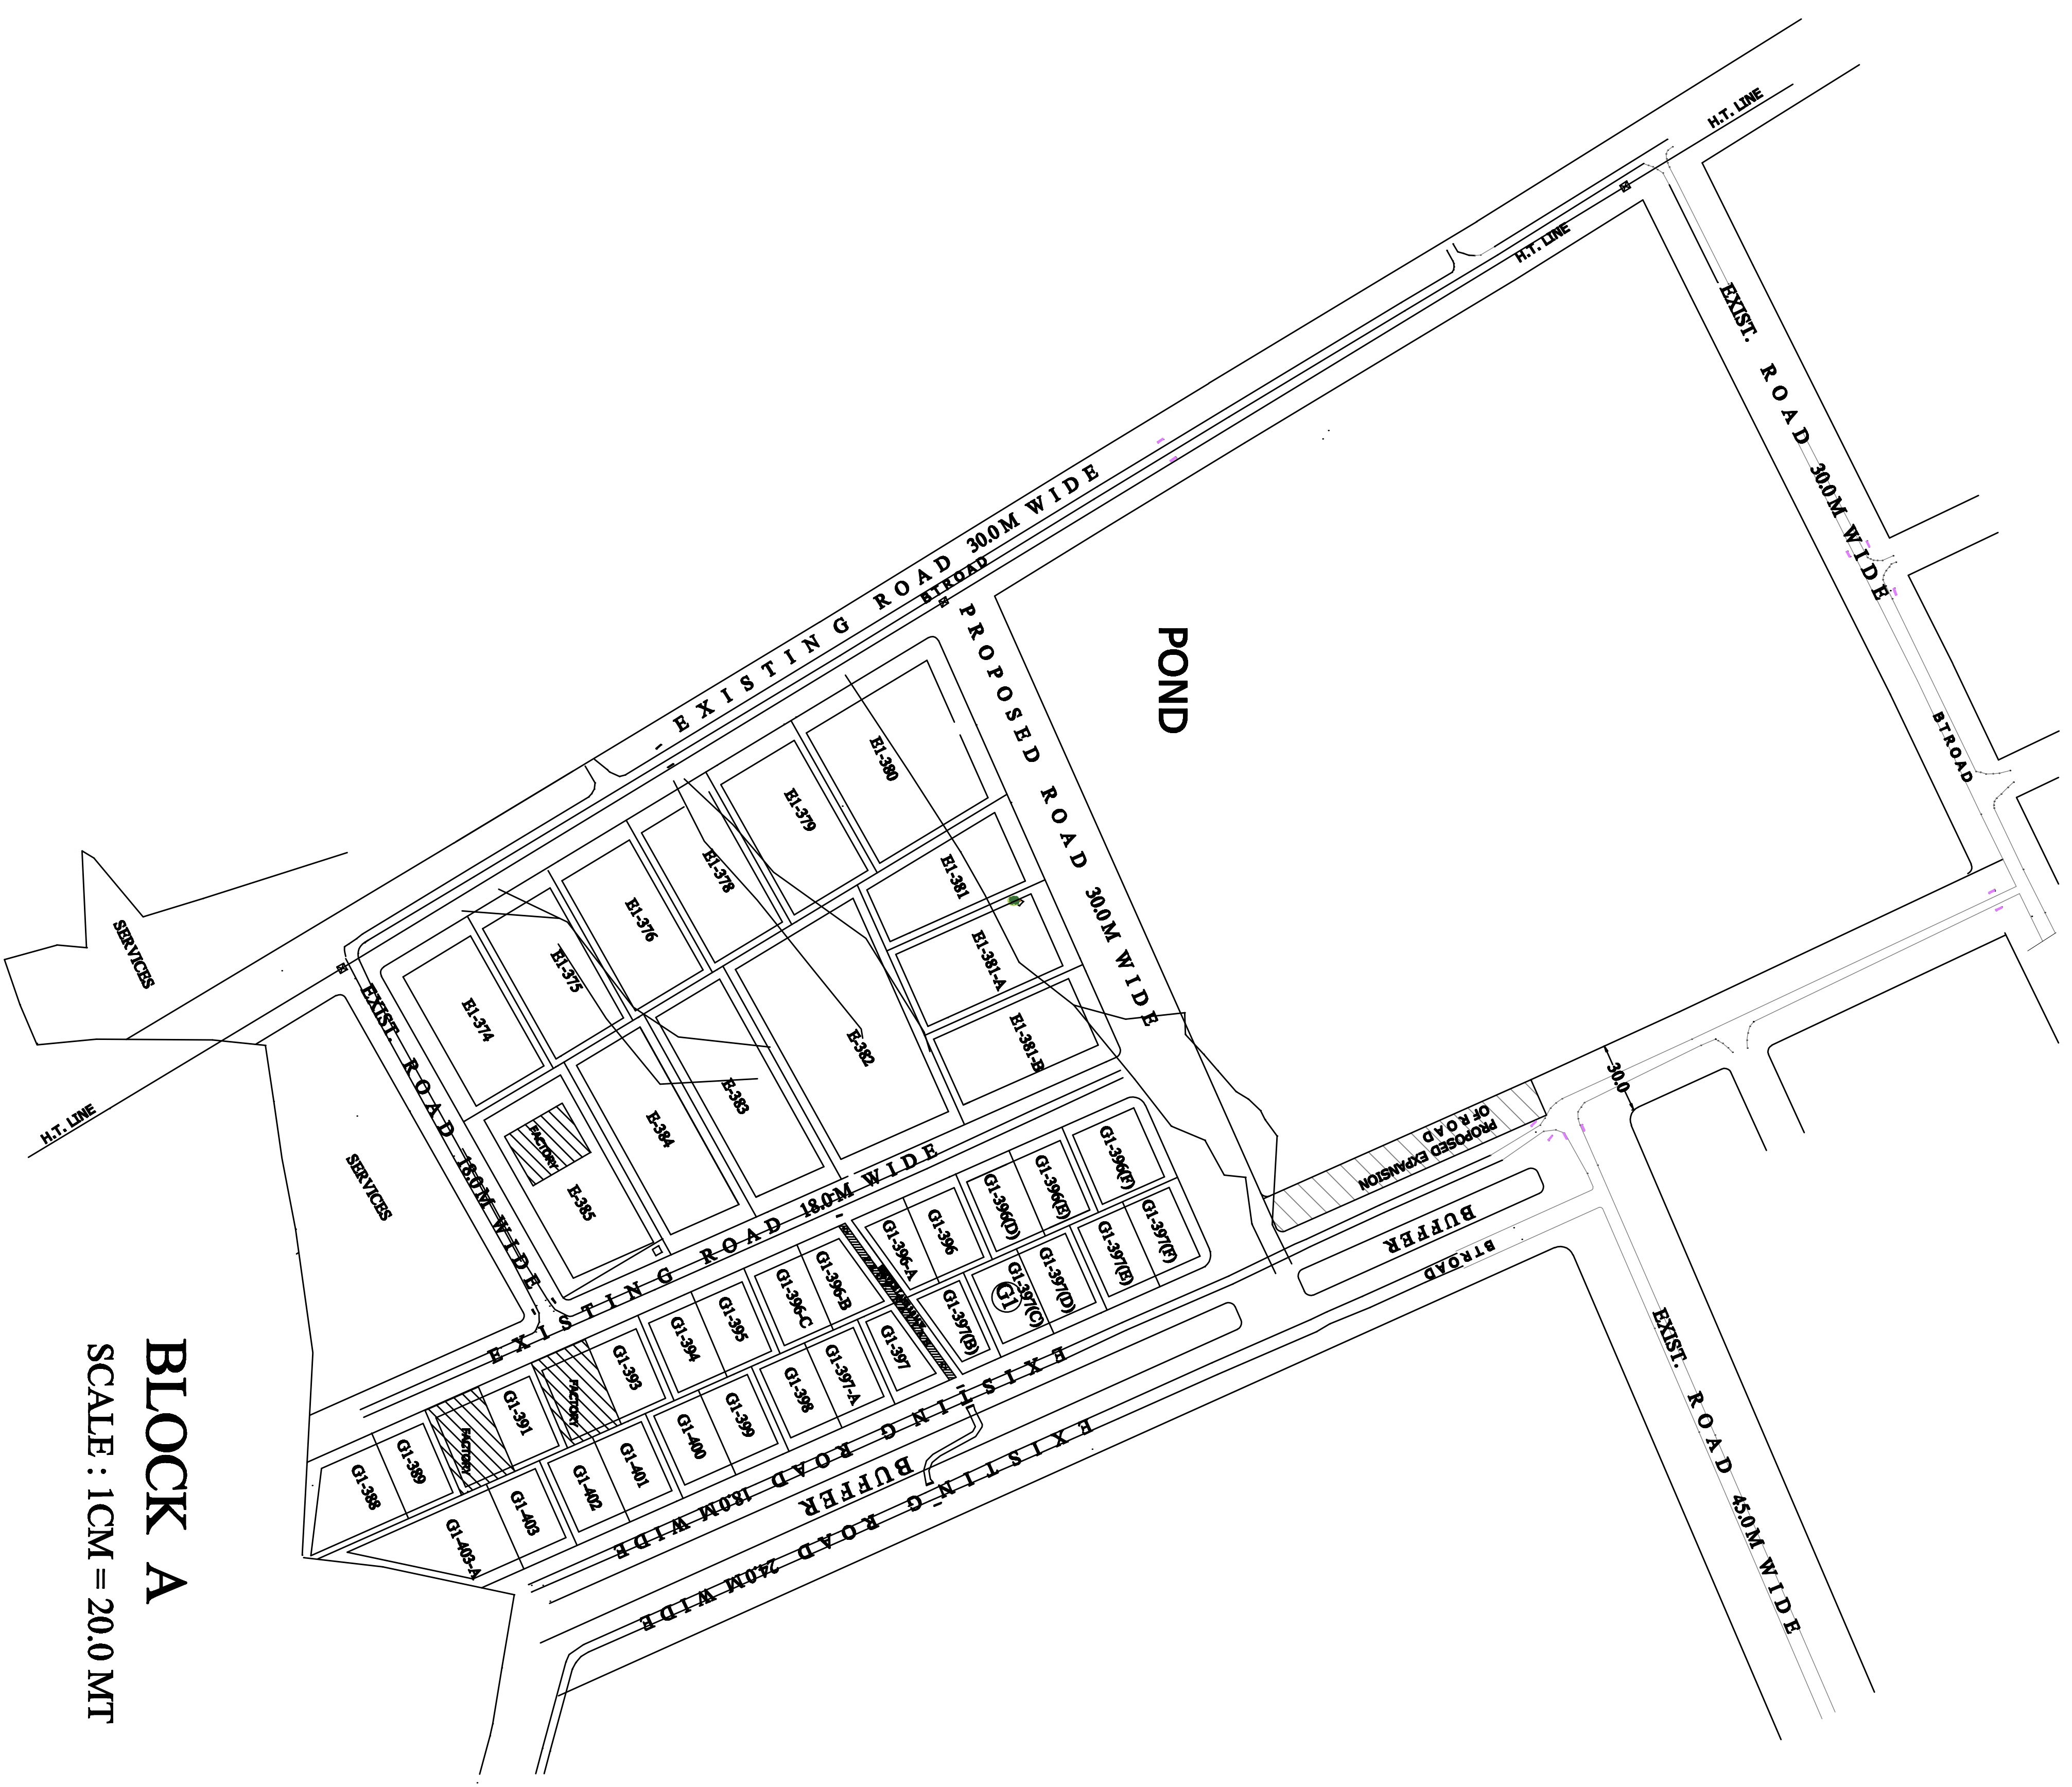 H.T. LINE
H.T. LINE
EXIST. ROAD 30.0M WIDE
BTROAD
EXISTING ROAD 30.0M WIDE
BTROAD
POND
PROPOSED ROAD 30.0M WIDE
E1-380
E1-379
E1-378
E1-376
E1-375
E1-374
E1-381
E1-381-A
E1-381-B
E-382
E-383
E-384
E-385
FACTORY
SERVICES
SERVICES
H.T. LINE
EXIST. ROAD 18.0M WIDE
EXISTING ROAD 18.0M WIDE
G1-396(F)
G1-396(E)
G1-396(D)
G1-396
G1-396-A
G1-396-B
G1-396-C
G1-395
G1-394
G1-393
FACTORY
G1-391
FACTORY
G1-389
G1-388
G1-397(F)
G1-397(E)
G1-397(D)
G1-397(C)
G1
G1-397(B)
G1-397
G1-397-A
G1-398
G1-399
G1-400
G1-401
G1-402
G1-403
G1-403-A
EXISTING ROAD 18.0M WIDE
BUFFER
EXISTING ROAD 24.0M WIDE
PROPOSED EXPANSION
OF ROAD
30.0
BUFFER
BTROAD
EXIST. ROAD 45.0M WIDE
BLOCK A
SCALE : 1CM = 20.0 MT